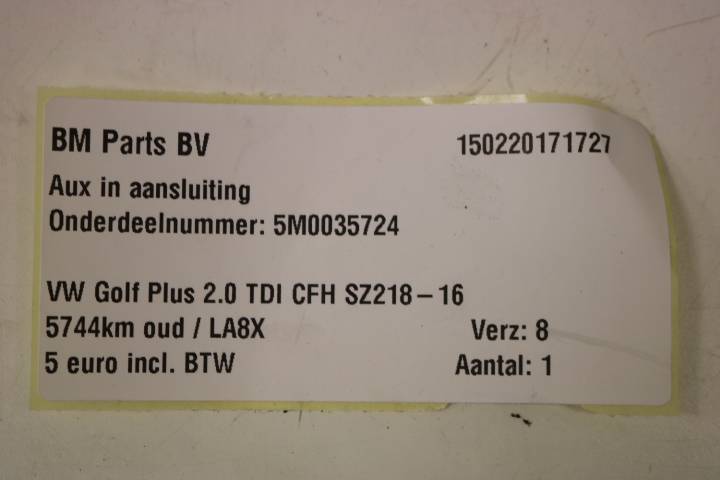 BM Parts BV 150220171727
Aux in aansluiting
Onderdeelnummer: 5M0035724
VW Golf Plus 2.0 TDI CFH SZ218-16
5744km oud / LA8X Verz: 8
5 euro incl. BTW Aantal: 1